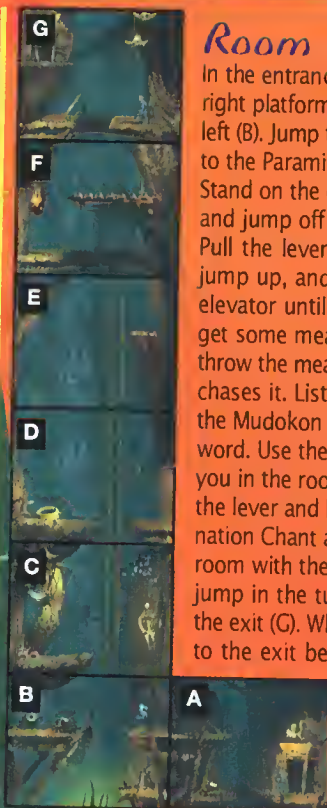 G
F
E
D
C
B
A
Room
In the entranc
right platform
left (B). Jump
to the Parami
Stand on the
and jump off
Pull the lever
jump up, and
elevator until
get some mea
throw the mea
chases it. List
the Mudokon
word. Use the
you in the roo
the lever and
nation Chant a
room with the
jump in the tu
the exit (G). Wh
to the exit be